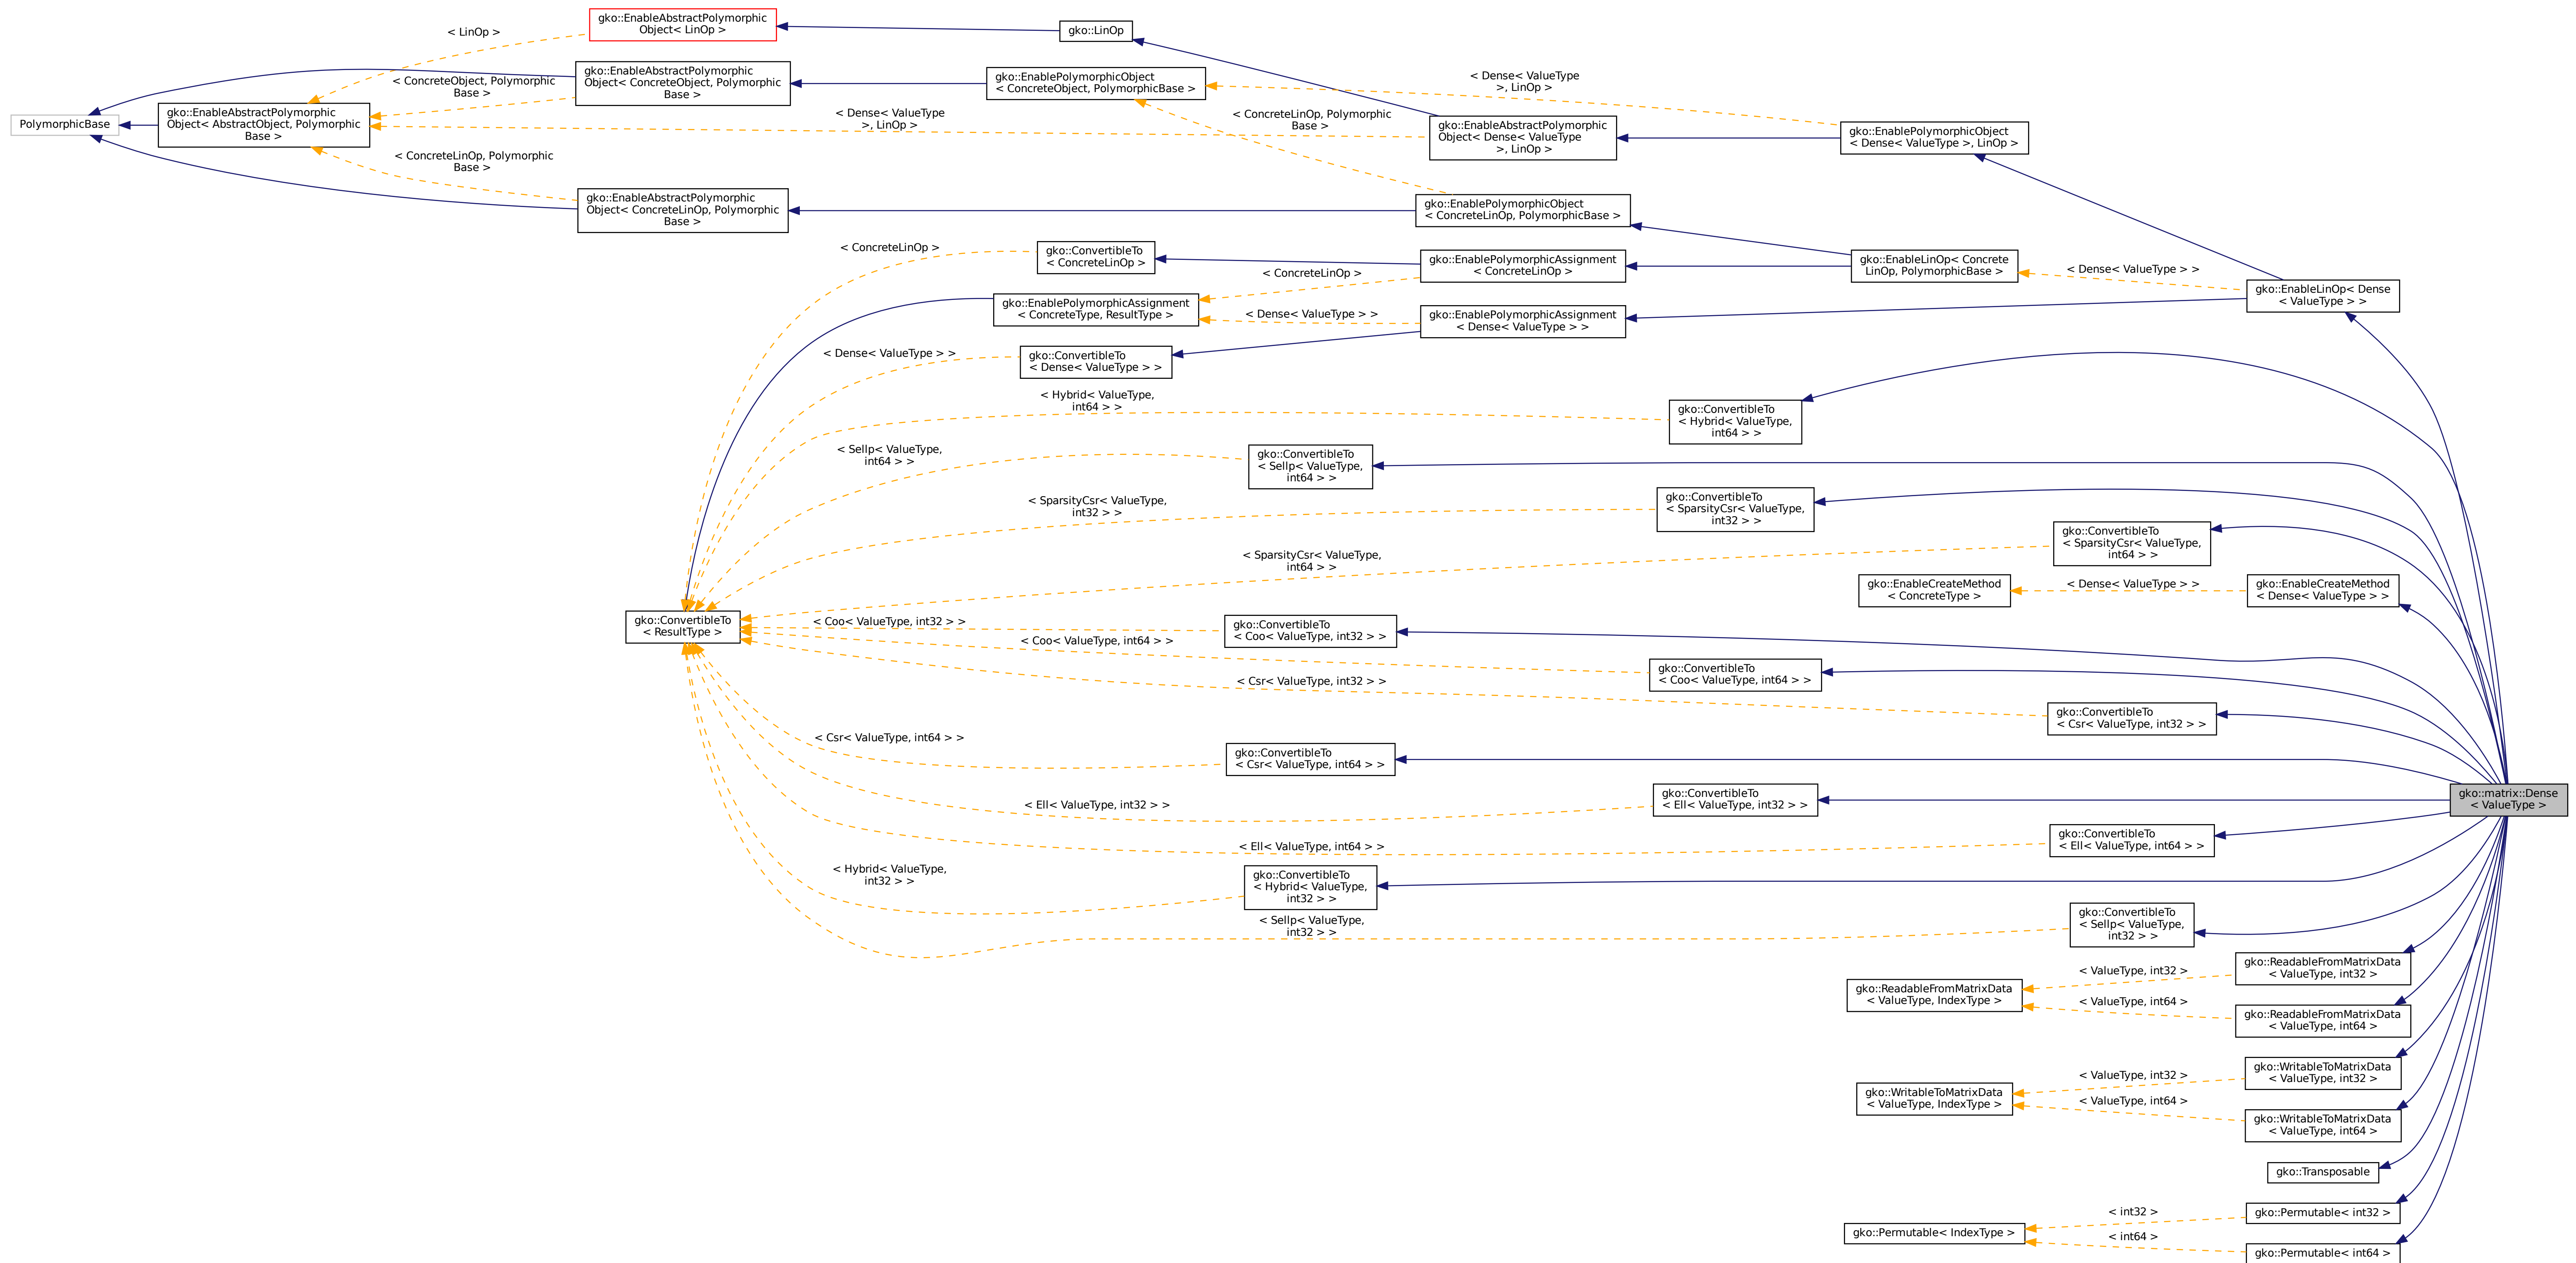 gko::EnableAbstractPolymorphic
Object< LinOp >
gko::LinOp
< LinOp >
gko::EnableAbstractPolymorphic
Object< ConcreteObject, Polymorphic
Base >
< ConcreteObject, Polymorphic
Base >
gko::EnablePolymorphicObject
< ConcreteObject, PolymorphicBase >
< Dense< ValueType
>, LinOp >
PolymorphicBase
gko::EnableAbstractPolymorphic
Object< AbstractObject, Polymorphic
Base >
< Dense< ValueType
>, LinOp >
< ConcreteLinOp, Polymorphic
Base >
gko::EnableAbstractPolymorphic
Object< Dense< ValueType
>, LinOp >
gko::EnablePolymorphicObject
< Dense< ValueType >, LinOp >
< ConcreteLinOp, Polymorphic
Base >
gko::EnableAbstractPolymorphic
Object< ConcreteLinOp, Polymorphic
Base >
gko::EnablePolymorphicObject
< ConcreteLinOp, PolymorphicBase >
< ConcreteLinOp >
gko::ConvertibleTo
< ConcreteLinOp >
gko::EnablePolymorphicAssignment
< ConcreteLinOp >
gko::EnableLinOp< Concrete
LinOp, PolymorphicBase >
< Dense< ValueType > >
< ConcreteLinOp >
gko::EnableLinOp< Dense
< ValueType > >
gko::EnablePolymorphicAssignment
< ConcreteType, ResultType >
< Dense< ValueType > >
gko::EnablePolymorphicAssignment
< Dense< ValueType > >
< Dense< ValueType > >
gko::ConvertibleTo
< Dense< ValueType > >
< Hybrid< ValueType,
int64 > >
gko::ConvertibleTo
< Hybrid< ValueType,
int64 > >
< Sellp< ValueType,
int64 > >
gko::ConvertibleTo
< Sellp< ValueType,
int64 > >
< SparsityCsr< ValueType,
int32 > >
gko::ConvertibleTo
< SparsityCsr< ValueType,
int32 > >
< SparsityCsr< ValueType,
int64 > >
gko::ConvertibleTo
< SparsityCsr< ValueType,
int64 > >
gko::EnableCreateMethod
< ConcreteType >
< Dense< ValueType > >
gko::EnableCreateMethod
< Dense< ValueType > >
gko::ConvertibleTo
< ResultType >
< Coo< ValueType, int32 > >
gko::ConvertibleTo
< Coo< ValueType, int32 > >
< Coo< ValueType, int64 > >
gko::ConvertibleTo
< Coo< ValueType, int64 > >
< Csr< ValueType, int32 > >
gko::ConvertibleTo
< Csr< ValueType, int32 > >
< Csr< ValueType, int64 > >
gko::ConvertibleTo
< Csr< ValueType, int64 > >
< Ell< ValueType, int32 > >
gko::ConvertibleTo
< Ell< ValueType, int32 > >
gko::matrix::Dense
< ValueType >
< Ell< ValueType, int64 > >
gko::ConvertibleTo
< Ell< ValueType, int64 > >
< Hybrid< ValueType,
int32 > >
gko::ConvertibleTo
< Hybrid< ValueType,
int32 > >
< Sellp< ValueType,
int32 > >
gko::ConvertibleTo
< Sellp< ValueType,
int32 > >
gko::ReadableFromMatrixData
< ValueType, IndexType >
< ValueType, int32 >
gko::ReadableFromMatrixData
< ValueType, int32 >
< ValueType, int64 >
gko::ReadableFromMatrixData
< ValueType, int64 >
gko::WritableToMatrixData
< ValueType, IndexType >
< ValueType, int32 >
gko::WritableToMatrixData
< ValueType, int32 >
< ValueType, int64 >
gko::WritableToMatrixData
< ValueType, int64 >
gko::Transposable
gko::Permutable< IndexType >
< int32 >
gko::Permutable< int32 >
< int64 >
gko::Permutable< int64 >